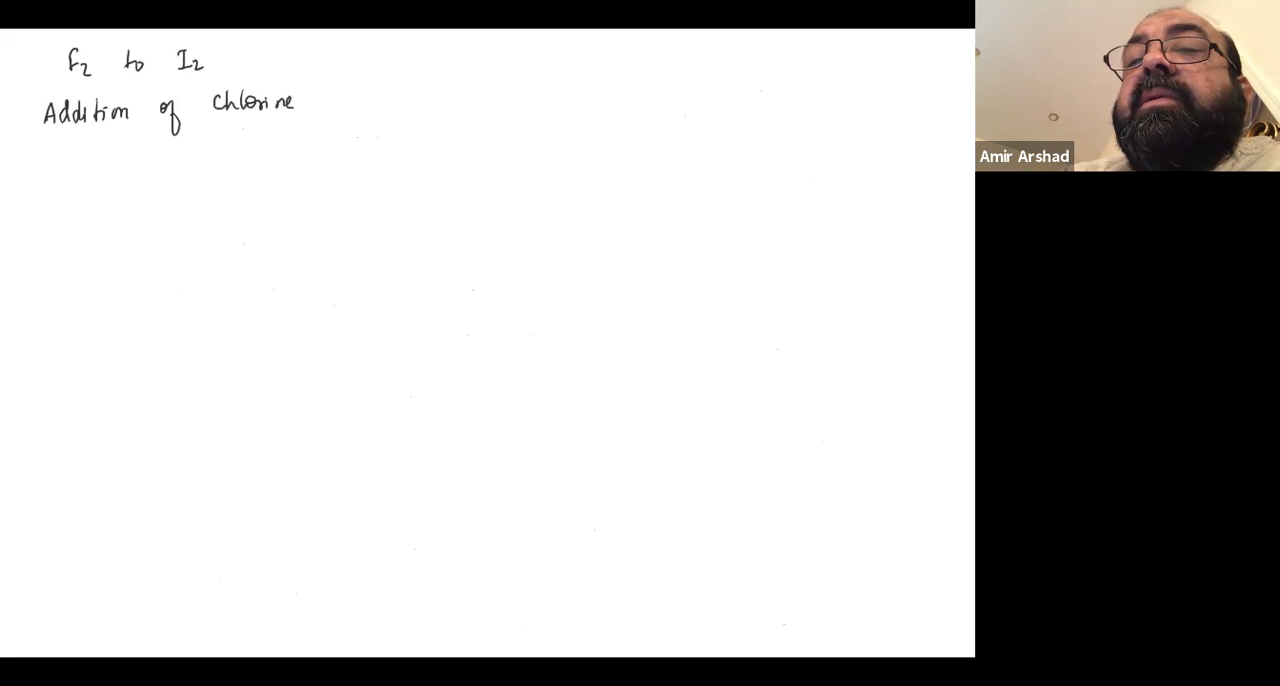 F₂ to I₂
Addition of chlorine
Amir Arshad